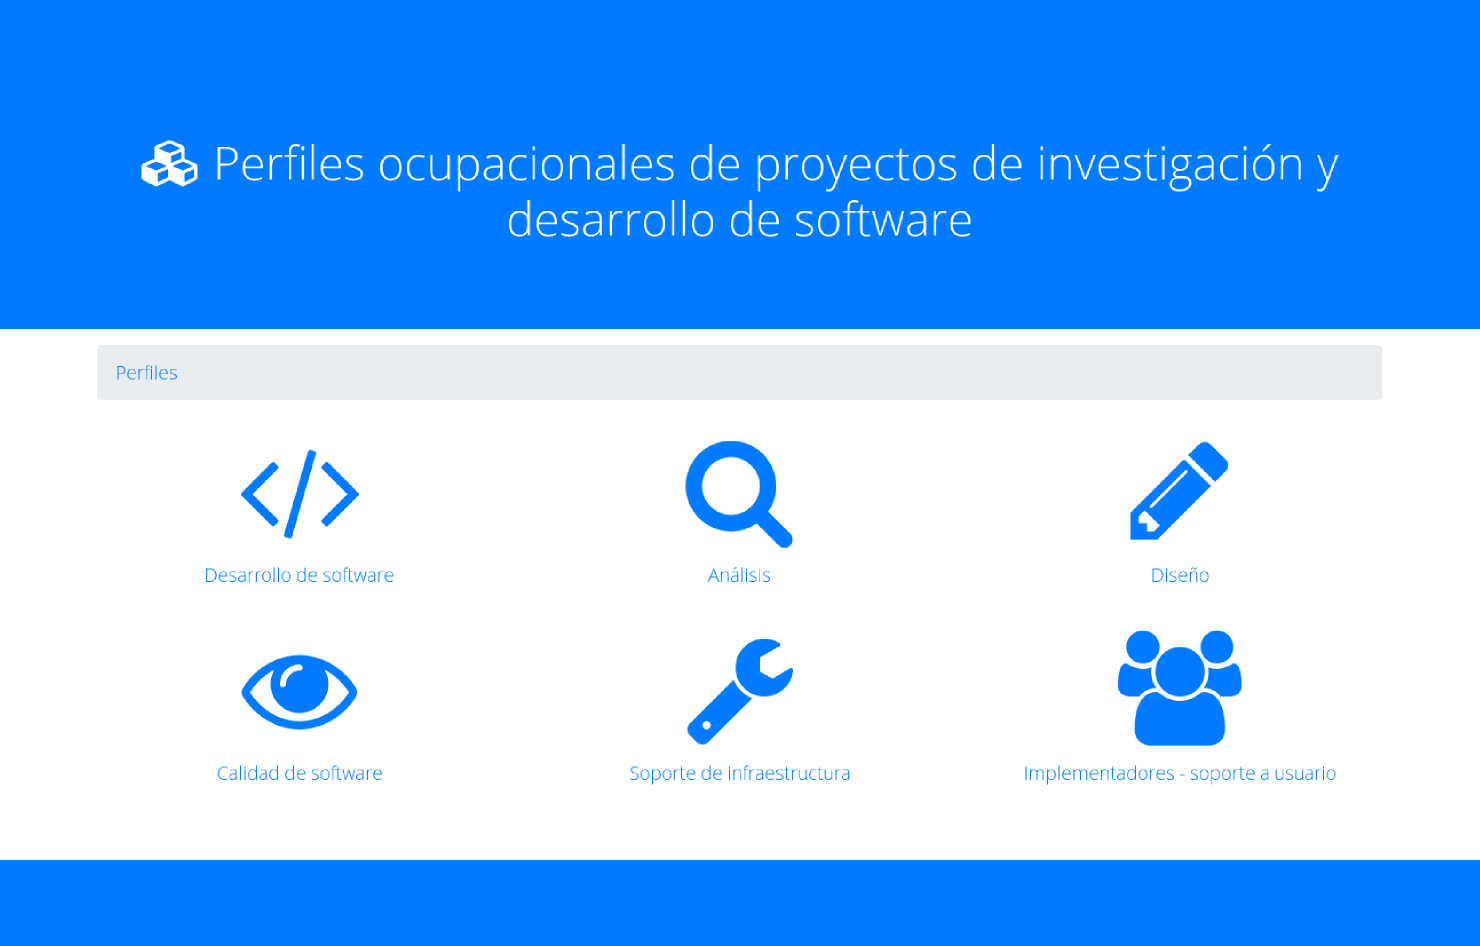 Perfiles ocupacionales de proyectos de investigación y
desarrollo de software
Perfiles
Desarrollo de software
Análisis
Diseño
Calidad de software
Soporte de infraestructura
Implementadores - soporte a usuario